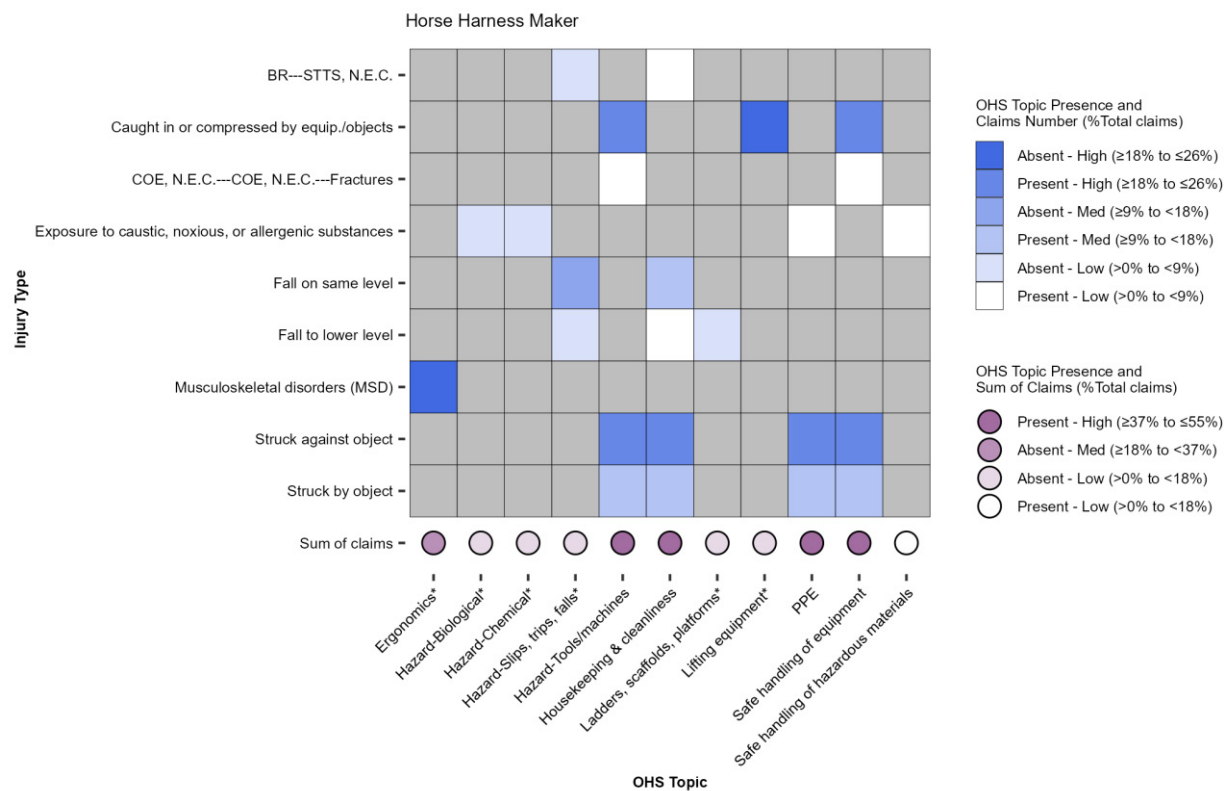 Horse Harness Maker
BR---STTS, N.E.C.
Caught in or compressed by equip./objects
COE, N.E.C.---COE, N.E.C.---Fractures
Exposure to caustic, noxious, or allergenic substances
Fall on same level
Fall to lower level
Musculoskeletal disorders (MSD)
Struck against object
Struck by object
Sum of claims
Injury Type
Ergonomics*
Hazard-Biological*
Hazard-Chemical*
Hazard-Slips, trips, falls*
Hazard-Tools/machines
Housekeeping & cleanliness
Ladders, scaffolds, platforms*
Lifting equipment*
PPE
Safe handling of equipment
Safe handling of hazardous materials
OHS Topic
OHS Topic Presence and
Claims Number (%Total claims)
Absent - High (≥18% to ≤26%)
Present - High (≥18% to ≤26%)
Absent - Med (≥9% to <18%)
Present - Med (≥9% to <18%)
Absent - Low (>0% to <9%)
Present - Low (>0% to <9%)
OHS Topic Presence and
Sum of Claims (%Total claims)
Present - High (≥37% to ≤55%)
Absent - Med (≥18% to <37%)
Absent - Low (>0% to <18%)
Present - Low (>0% to <18%)